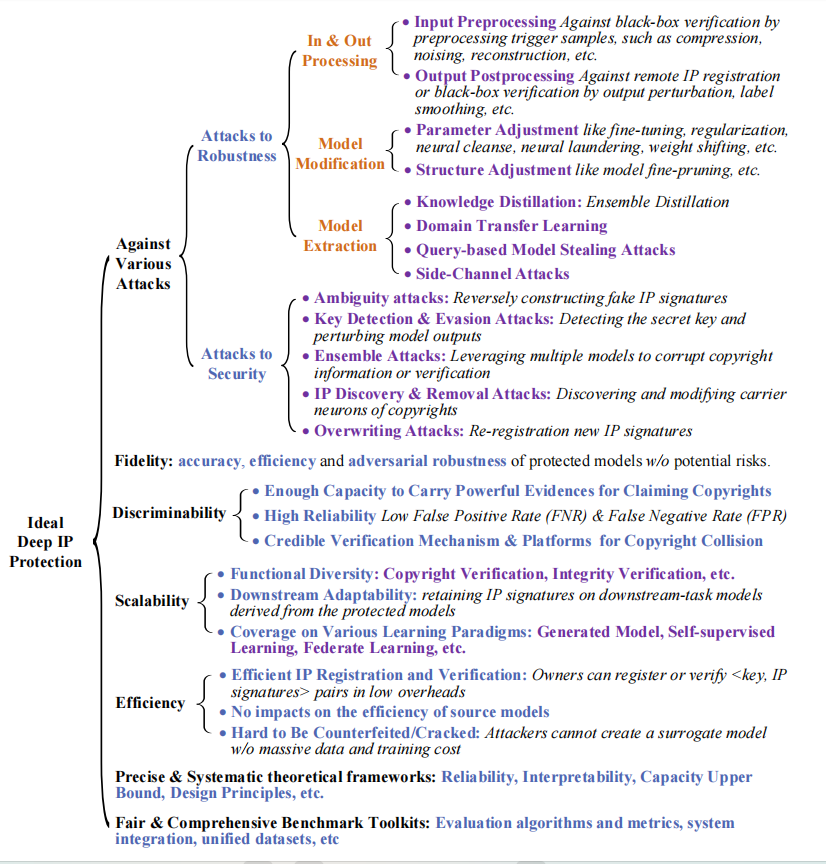 Ideal
Deep IP
Protection
Against
Various
Attacks
Attacks to
Robustness
In & Out
Processing
• Input Preprocessing Against black-box verification by
preprocessing trigger samples, such as compression,
noising, reconstruction, etc.
• Output Postprocessing Against remote IP registration
or black-box verification by output perturbation, label
smoothing, etc.
Model
Modification
• Parameter Adjustment like fine-tuning, regularization,
neural cleanse, neural laundering, weight shifting, etc.
• Structure Adjustment like model fine-pruning, etc.
Model
Extraction
• Knowledge Distillation: Ensemble Distillation
• Domain Transfer Learning
• Query-based Model Stealing Attacks
• Side-Channel Attacks
Attacks to
Security
• Ambiguity attacks: Reversely constructing fake IP signatures
• Key Detection & Evasion Attacks: Detecting the secret key and
perturbing model outputs
• Ensemble Attacks: Leveraging multiple models to corrupt copyright
information or verification
• IP Discovery & Removal Attacks: Discovering and modifying carrier
neurons of copyrights
• Overwriting Attacks: Re-registration new IP signatures
Fidelity: accuracy, efficiency and adversarial robustness of protected models w/o potential risks.
Discriminability
• Enough Capacity to Carry Powerful Evidences for Claiming Copyrights
• High Reliability Low False Positive Rate (FNR) & False Negative Rate (FPR)
• Credible Verification Mechanism & Platforms for Copyright Collision
Scalability
• Functional Diversity: Copyright Verification, Integrity Verification, etc.
• Downstream Adaptability: retaining IP signatures on downstream-task models
derived from the protected models
• Coverage on Various Learning Paradigms: Generated Model, Self-supervised
Learning, Federate Learning, etc.
Efficiency
• Efficient IP Registration and Verification: Owners can register or verify <key, IP
signatures> pairs in low overheads
• No impacts on the efficiency of source models
• Hard to Be Counterfeited/Cracked: Attackers cannot create a surrogate model
w/o massive data and training cost
Precise & Systematic theoretical frameworks: Reliability, Interpretability, Capacity Upper
Bound, Design Principles, etc.
Fair & Comprehensive Benchmark Toolkits: Evaluation algorithms and metrics, system
integration, unified datasets, etc